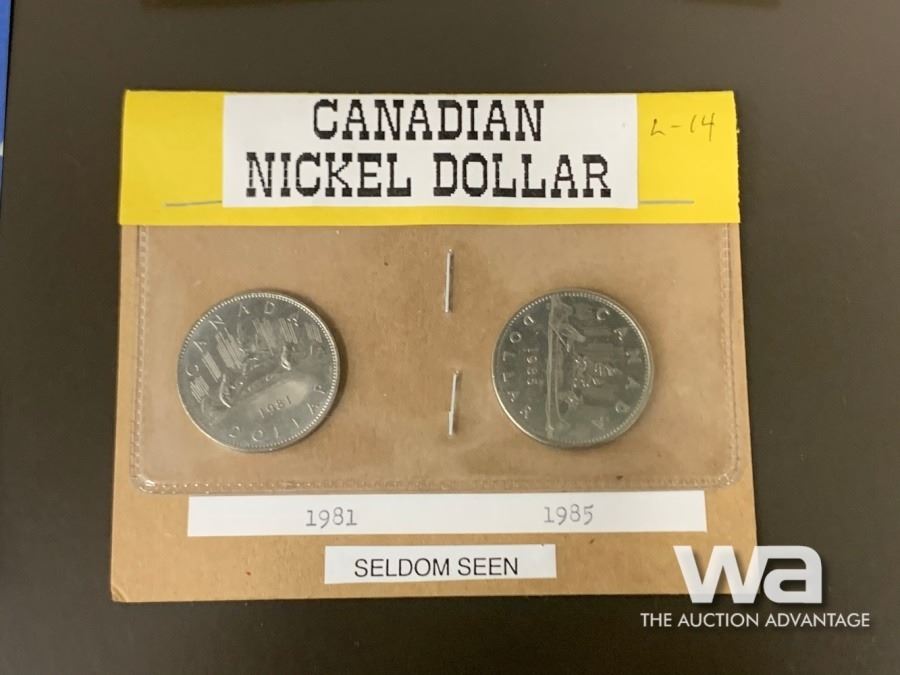 CANADIAN
NICKEL DOLLAR
L-14
CANADA
1981
DOLLAR
CANADA
1985
DOLLAR
1981 1985
SELDOM SEEN
wa
THE AUCTION ADVANTAGE